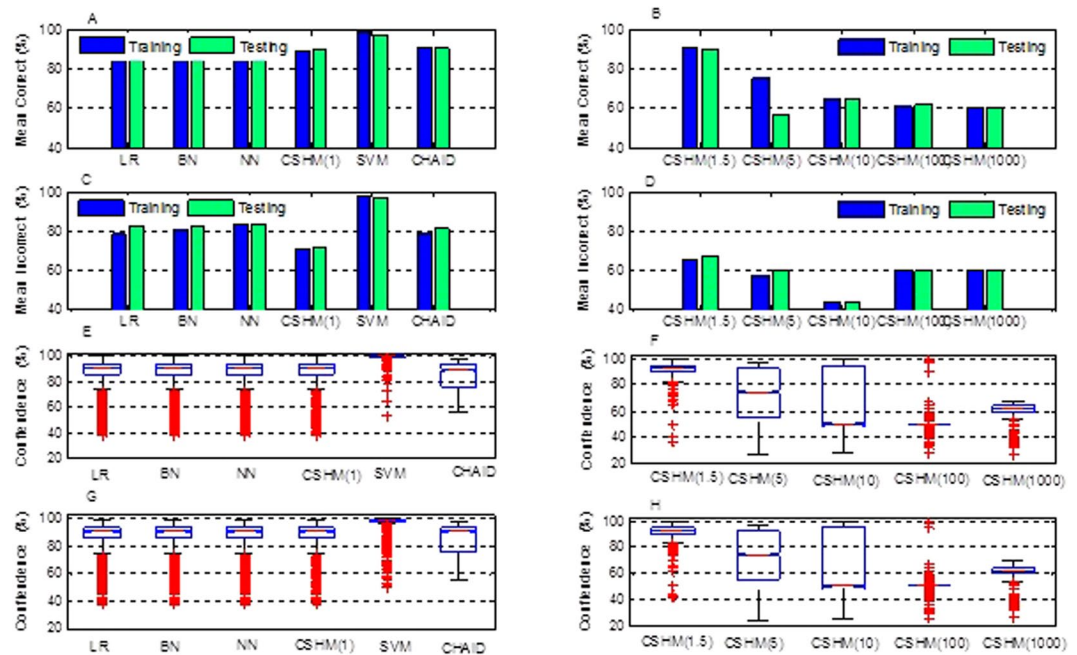 A
Mean Correct (%)
100
80
60
40
Training
Testing
LR
BN
NN
CSHM(1)
SVM
CHAID
B
Mean Correct (%)
100
80
60
40
Training
Testing
CSHM(1.5)
CSHM(5)
CSHM(10)
CSHM(100)
CSHM(1000)
C
Mean Incorrect (%)
100
80
60
40
Training
Testing
LR
BN
NN
CSHM(1)
SVM
CHAID
D
Mean Incorrect (%)
100
80
60
40
Training
Testing
CSHM(1.5)
CSHM(5)
CSHM(10)
CSHM(100)
CSHM(1000)
E
Conffendence (%)
100
80
60
40
20
LR
BN
NN
CSHM(1)
SVM
CHAID
F
Conffendence (%)
100
80
60
40
20
CSHM(1.5)
CSHM(5)
CSHM(10)
CSHM(100)
CSHM(1000)
G
Conffendence (%)
100
80
60
40
20
LR
BN
NN
CSHM(1)
SVM
CHAID
H
Conffendence (%)
100
80
60
40
20
CSHM(1.5)
CSHM(5)
CSHM(10)
CSHM(100)
CSHM(1000)